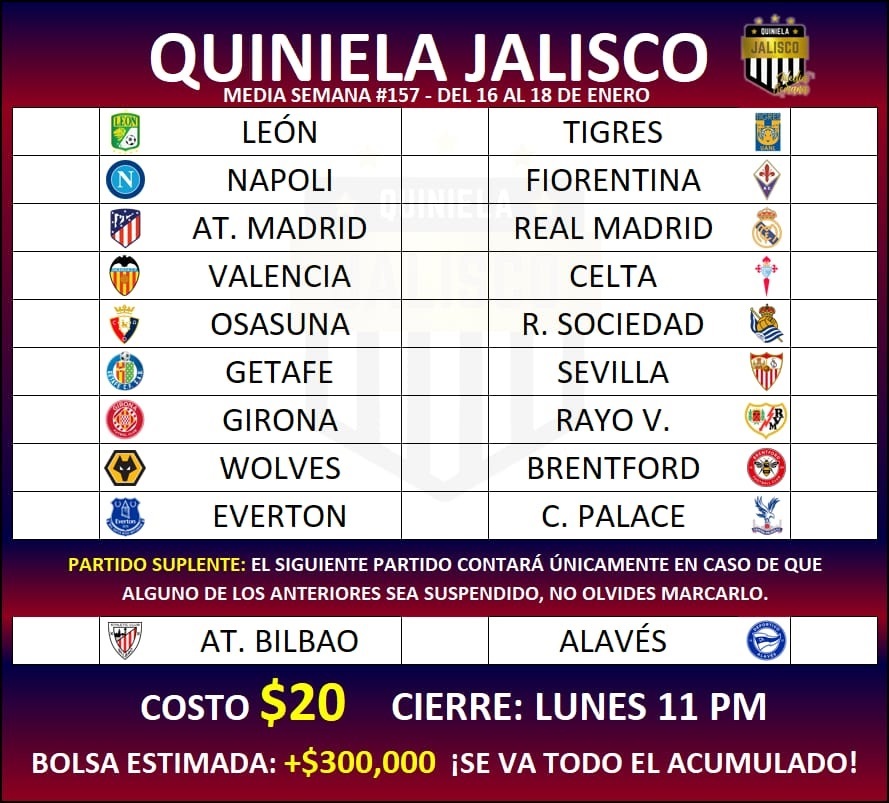 QUINIELA JALISCO
QUINIELA
JALISCO
MEDIA SEMANA #157 - DEL 16 AL 18 DE ENERO
LEÓN TIGRES
NAPOLI FIORENTINA
AT. MADRID REAL MADRID
VALENCIA CELTA
OSASUNA R. SOCIEDAD
GETAFE SEVILLA
GIRONA RAYO V.
WOLVES BRENTFORD
EVERTON C. PALACE
QUINIELA
JALISCO
PARTIDO SUPLENTE: EL SIGUIENTE PARTIDO CONTARÁ ÚNICAMENTE EN CASO DE QUE
ALGUNO DE LOS ANTERIORES SEA SUSPENDIDO, NO OLVIDES MARCARLO.
AT. BILBAO ALAVÉS
COSTO $20 CIERRE: LUNES 11 PM
BOLSA ESTIMADA: +$300,000 ¡SE VA TODO EL ACUMULADO!